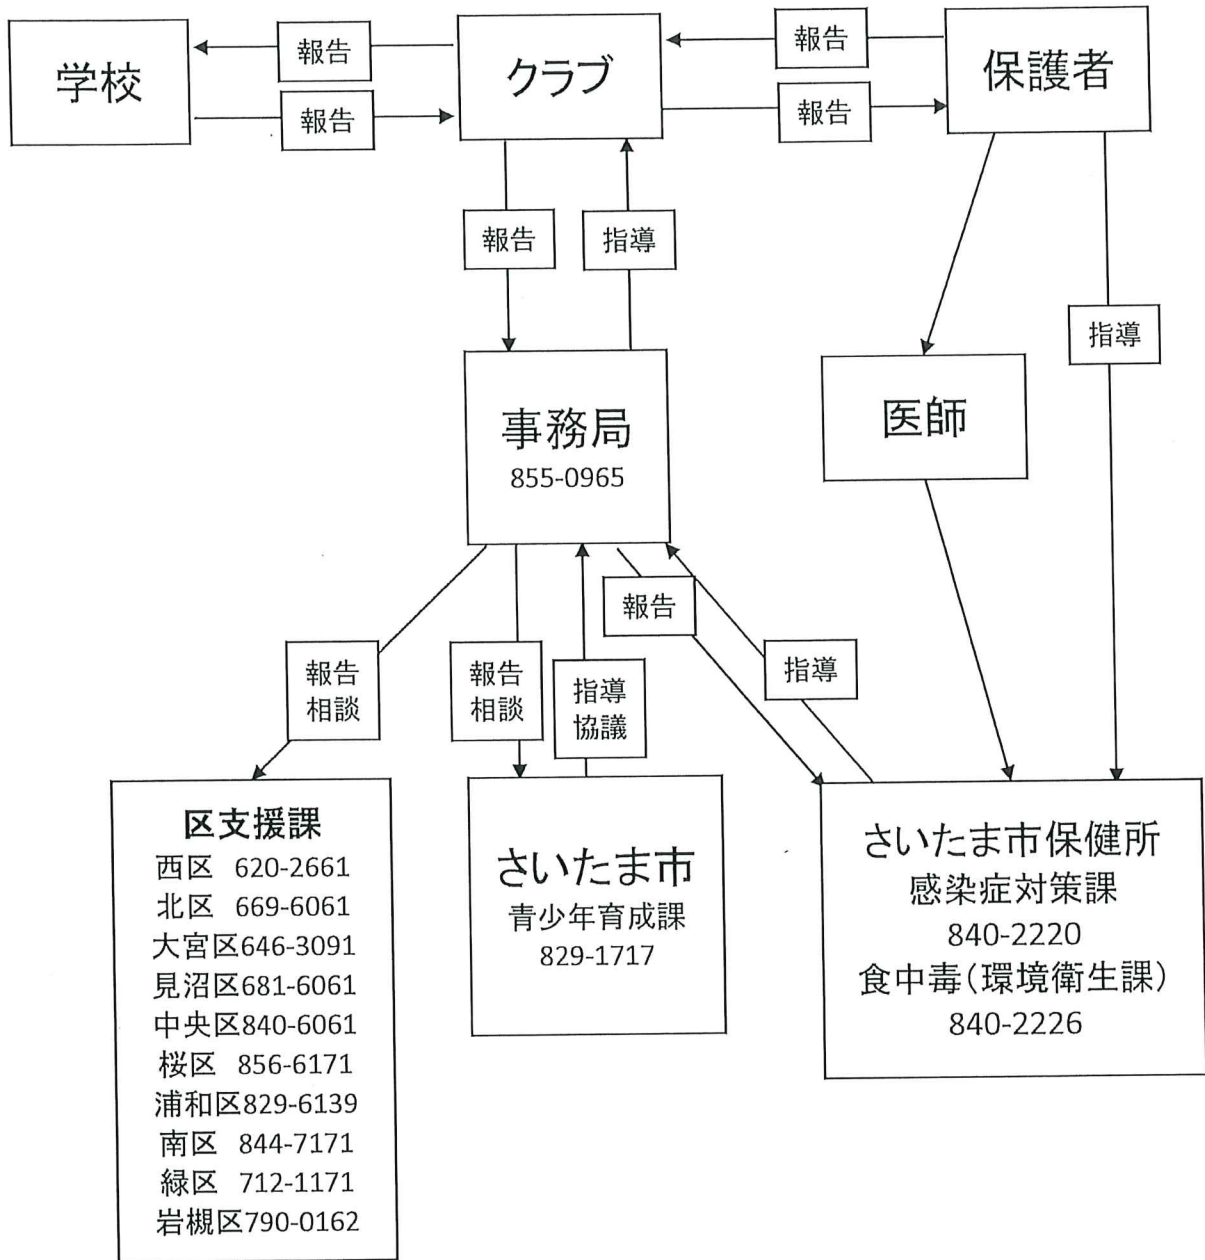 学校
報告
報告
クラブ
報告
報告
保護者
報告
指導
指導
事務局
855-0965
医師
報告
相談
報告
相談
指導
協議
報告
指導
区支援課
西区 620-2661
北区 669-6061
大宮区646-3091
見沼区681-6061
中央区840-6061
桜区 856-6171
浦和区829-6139
南区 844-7171
緑区 712-1171
岩槻区790-0162
さいたま市
青少年育成課
829-1717
さいたま市保健所
感染症対策課
840-2220
食中毒(環境衛生課)
840-2226